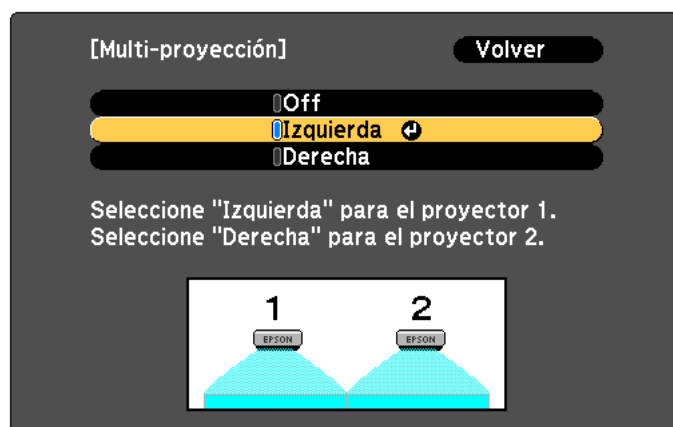 [Multi-proyección]
Volver
Off
Izquierda
Derecha
Seleccione "Izquierda" para el proyector 1.
Seleccione "Derecha" para el proyector 2.
1 2
EPSON EPSON